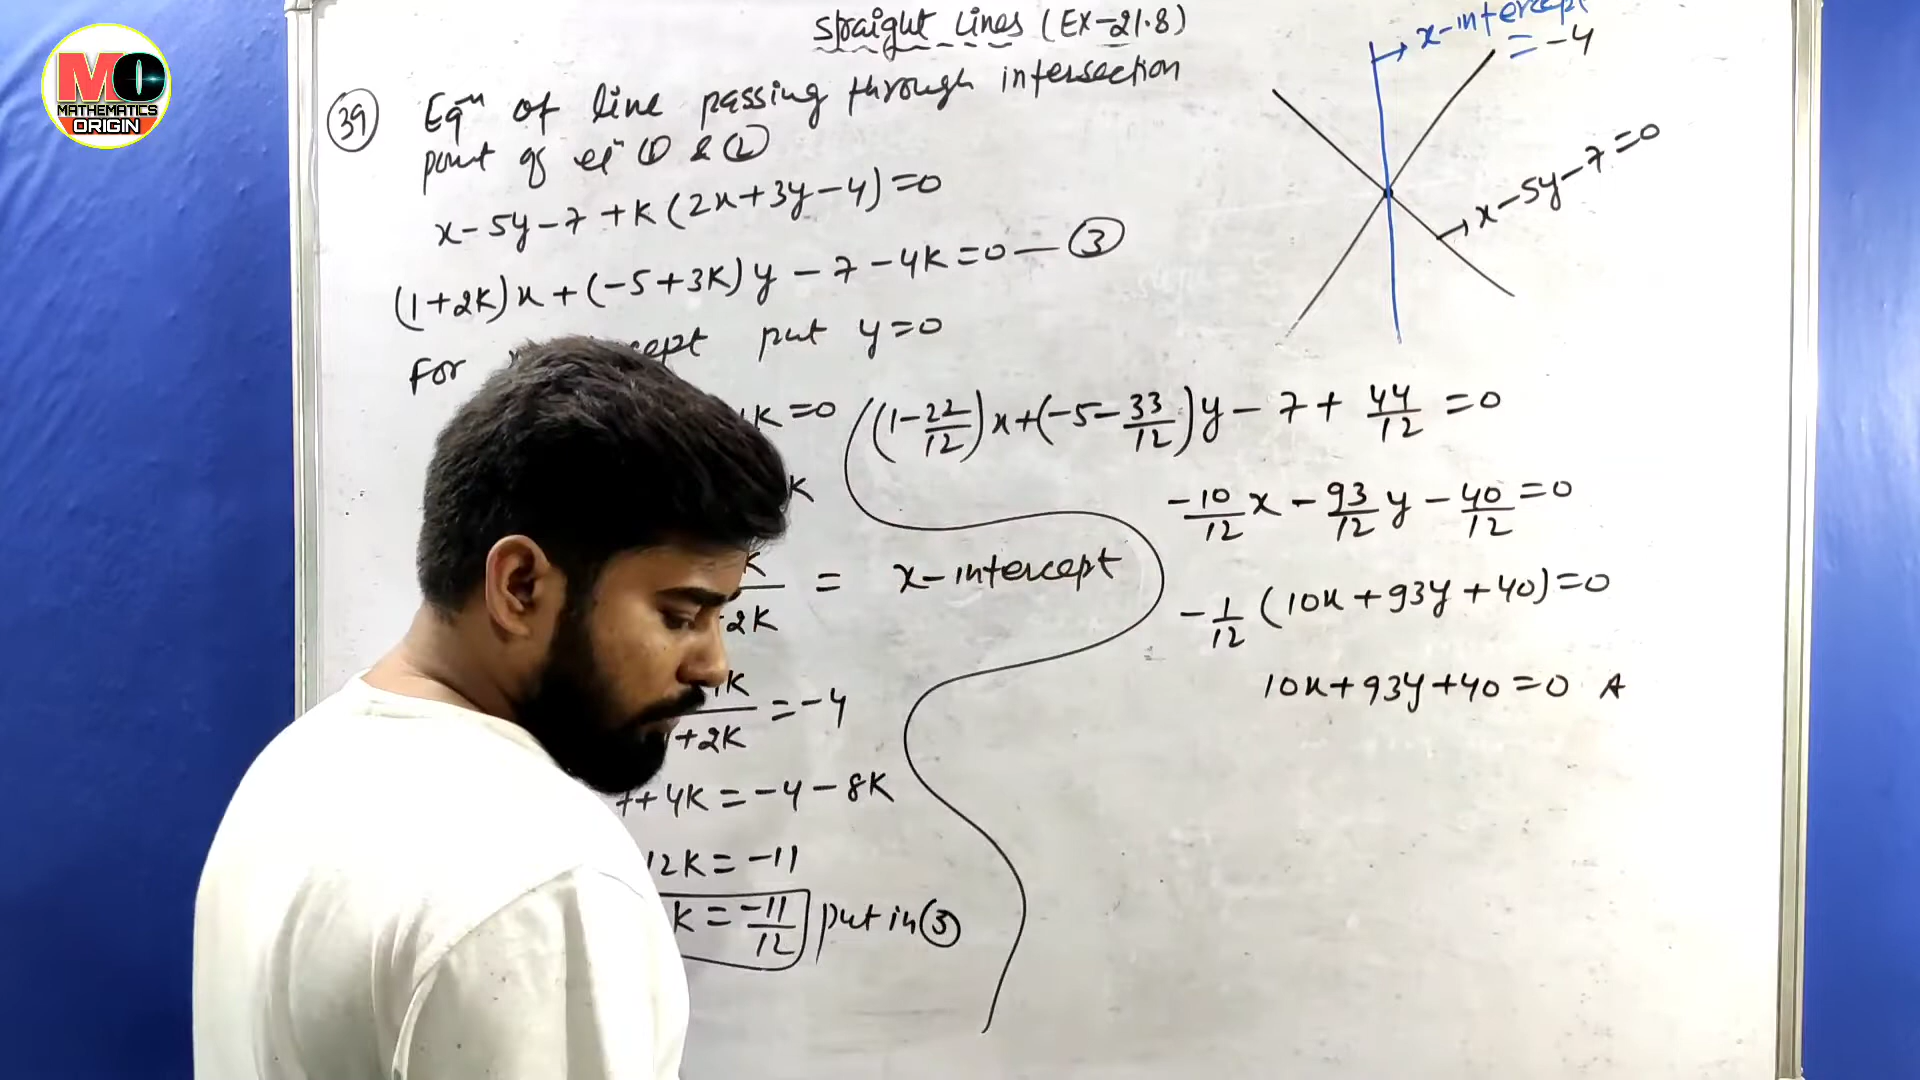 MO
MATHEMATICS
ORIGIN
Straight Lines (EX-21.8)
(39) Eqn of line passing through intersection
point of eqn (1) & (2)
x-5y-7+K(2x+3y-4)=0
(1+2K)x+(-5+3K)y-7-4K=0—(3)
For cept put y=0
K=0
K
K = x-intercept
2K
K =-4
+2K
7+4K=-4-8K
12K=-11
K=-11/12 put in (3)
(1-22/12)x+(-5-33/12)y-7+44/12=0
-10/12x-93/12y-40/12=0
-1/12(10x+93y+40)=0
10x+93y+40=0 A
x-intercept
=-4
x-5y-7=0